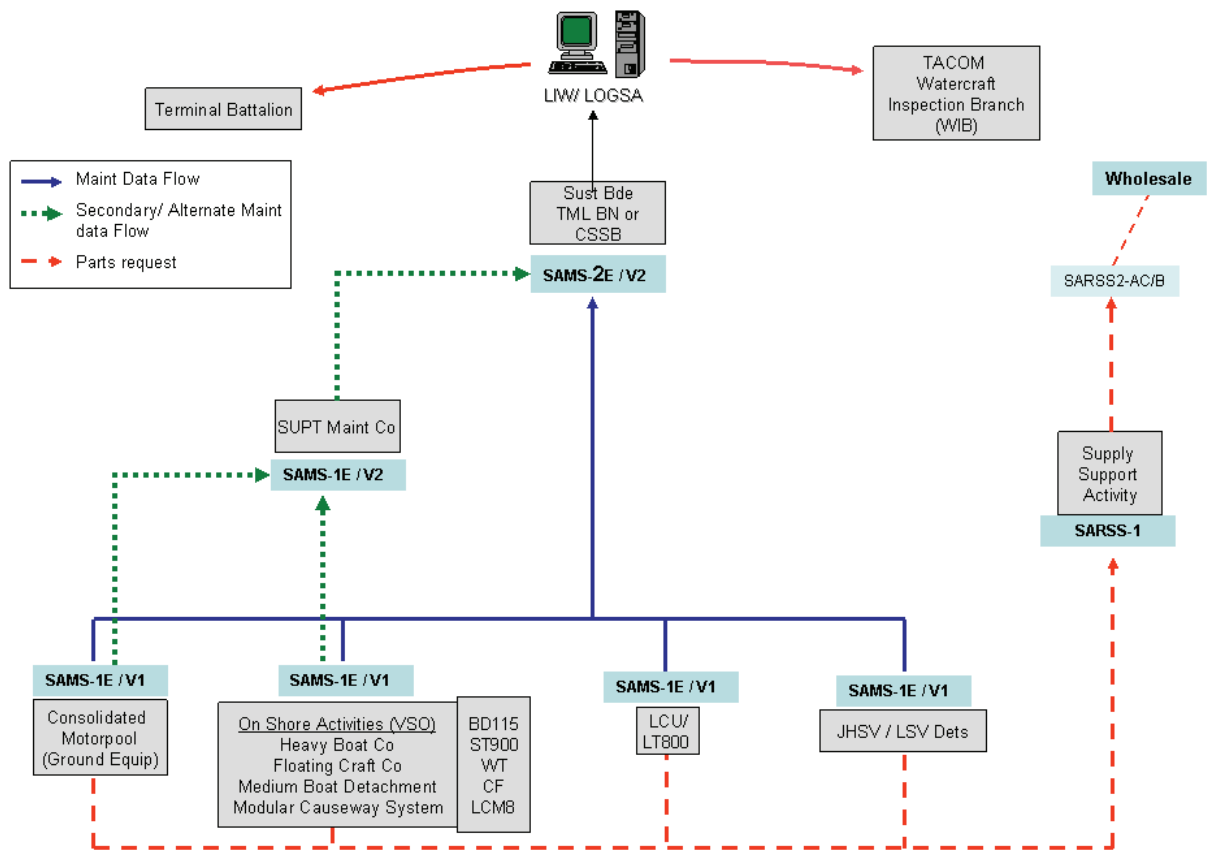 LIW/ LOGSA
Terminal Battalion
TACOM
Watercraft
Inspection Branch
(WIB)
Maint Data Flow
Secondary/ Alternate Maint
data Flow
Parts request
Wholesale
Sust Bde
TML BN or
CSSB
SAMS-2E / V2
SARSS2-AC/B
SUPT Maint Co
SAMS-1E / V2
Supply
Support
Activity
SARSS-1
SAMS-1E / V1
Consolidated
Motorpool
(Ground Equip)
SAMS-1E / V1
On Shore Activities (VSO)
Heavy Boat Co
Floating Craft Co
Medium Boat Detachment
Modular Causeway System
BD115
ST900
WT
CF
LCM8
SAMS-1E / V1
LCU/
LT800
SAMS-1E / V1
JHSV / LSV Dets